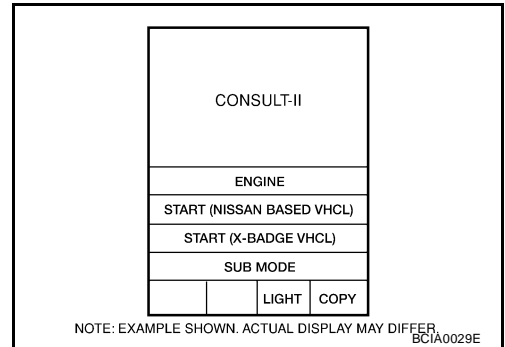 CONSULT-II
ENGINE
START (NISSAN BASED VHCL)
START (X-BADGE VHCL)
SUB MODE
LIGHT COPY
NOTE: EXAMPLE SHOWN. ACTUAL DISPLAY MAY DIFFER.
BCIA0029E